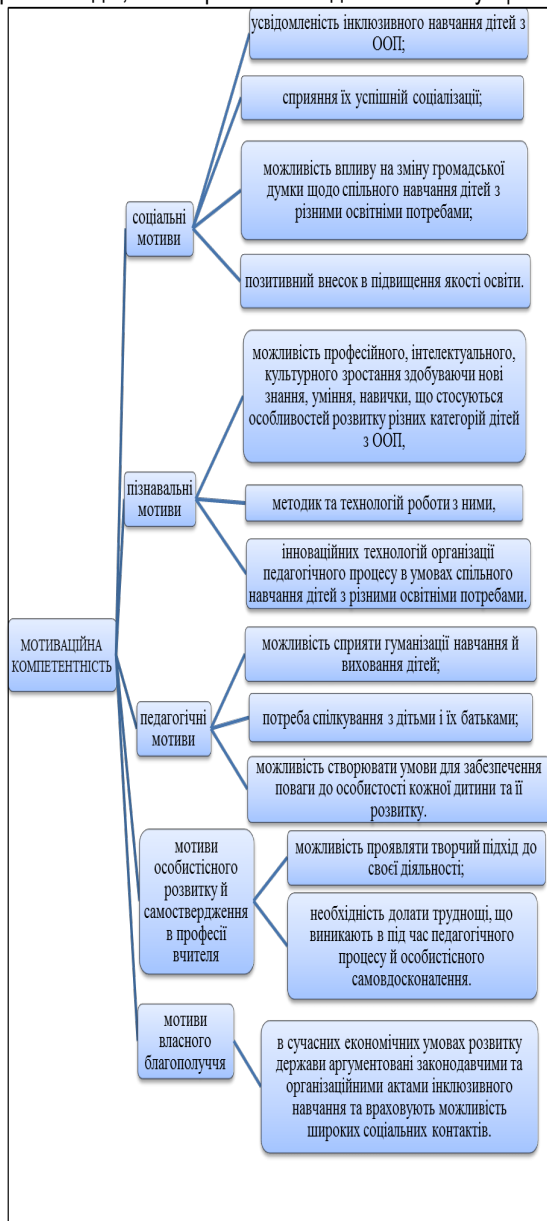 усвідомленість інклюзивного навчання дітей з
ООП;
сприяння їх успішній соціалізації;
можливість впливу на зміну громадської
думки щодо спільного навчання дітей з
різними освітніми потребами;
позитивний внесок в підвищення якості освіти.
соціальні
мотиви
можливість професійного, інтелектуального,
культурного зростання здобуваючи нові
знання, уміння, навички, що стосуються
особливостей розвитку різних категорій дітей
з ООП,
методик та технологій роботи з ними,
інноваційних технологій організації
педагогічного процесу в умовах спільного
навчання дітей з різними освітніми потребами.
пізнавальні
мотиви
МОТИВАЦІЙНА
КОМПЕТЕНТНІСТЬ
можливість сприяти гуманізації навчання й
виховання дітей;
потреба спілкування з дітьми і їх батьками;
можливість створювати умови для забезпечення
поваги до особистості кожної дитини та її
розвитку.
педагогічні
мотиви
мотиви
особистісного
розвитку й
самоствердження
в професії
вчителя
можливість проявляти творчий підхід до
своєї діяльності;
необхідність долати труднощі, що
виникають в під час педагогічного
процесу й особистісного
самовдосконалення.
мотиви
власного
благополуччя
в сучасних економічних умовах розвитку
держави аргументовані законодавчими та
організаційними актами інклюзивного
навчання та враховують можливість
широких соціальних контактів.